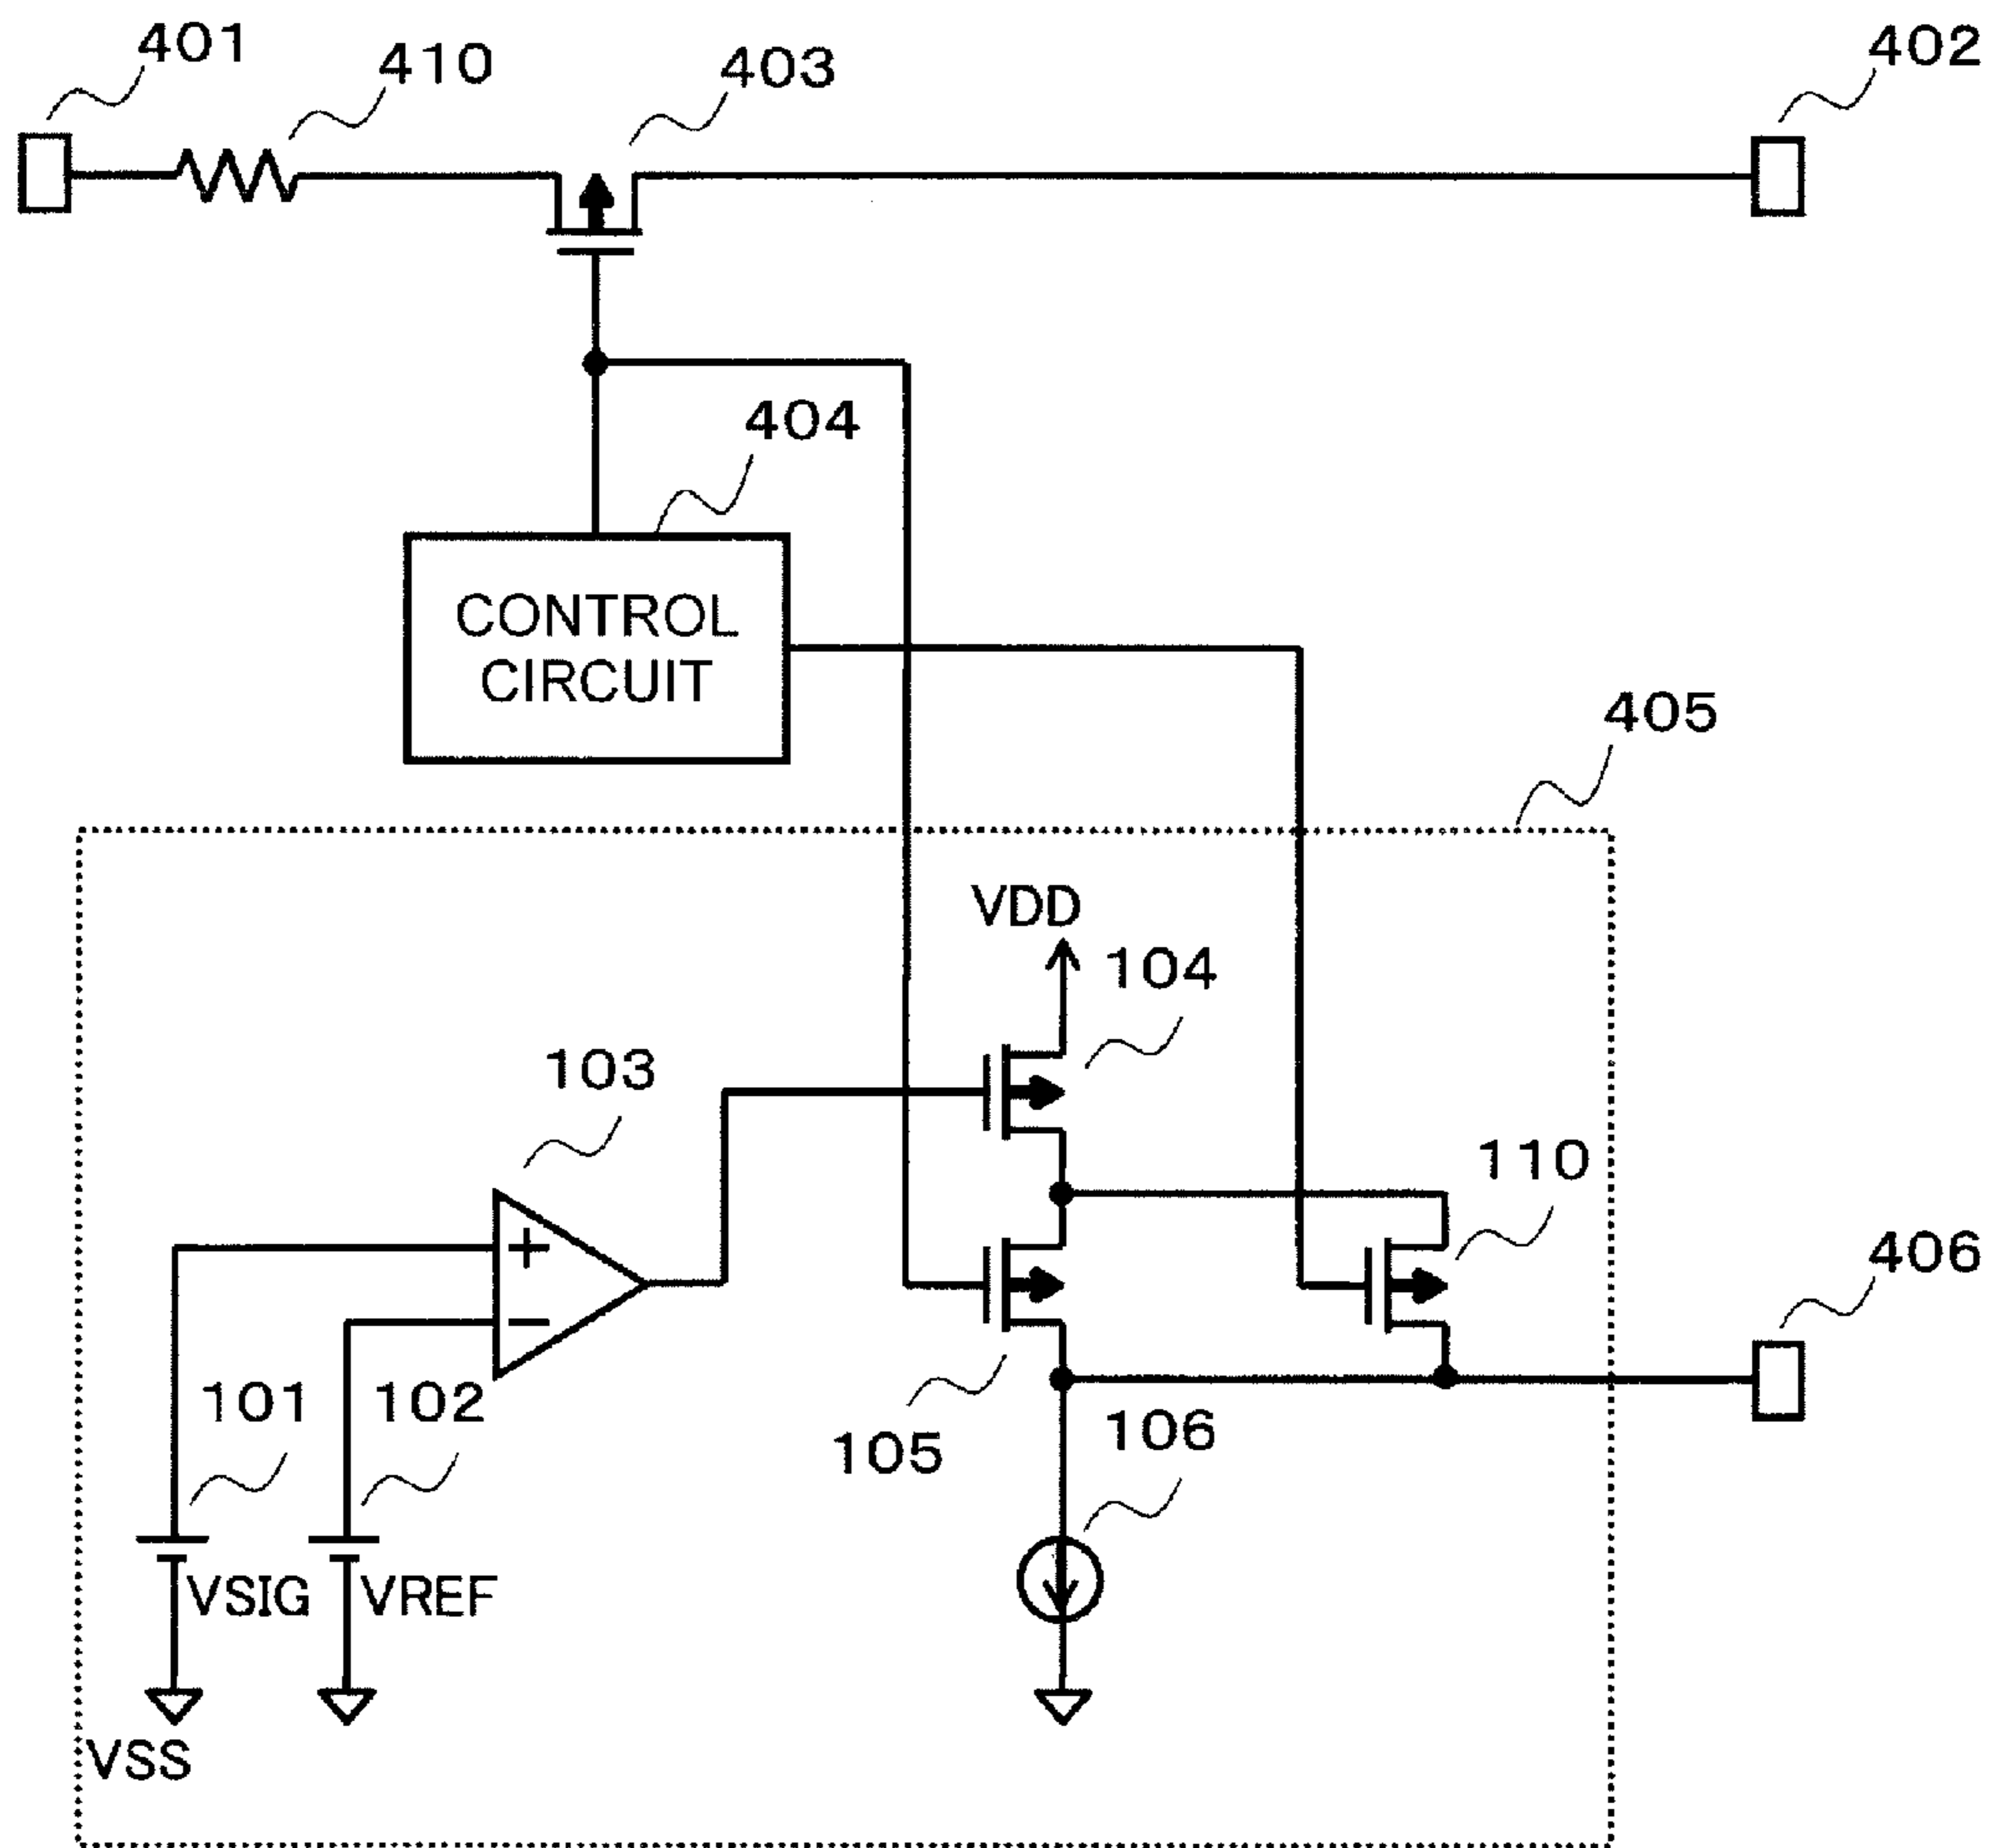 401
410
403
402
404
CONTROL
CIRCUIT
405
VDD
104
103
110
406
+
−
101
102
105
106
VSIG
VREF
VSS